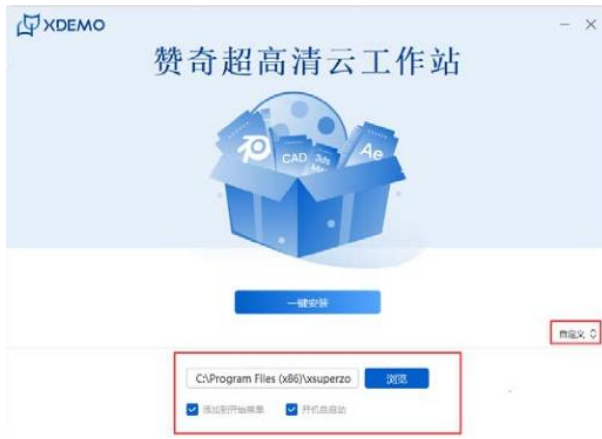 XDEMO
赞奇超高清云工作站
CAD
3ds
Ae
一键安装
自定义
C:\Program Files (x86)\xsuperzo
浏览
添加到开始菜单
开机自启动